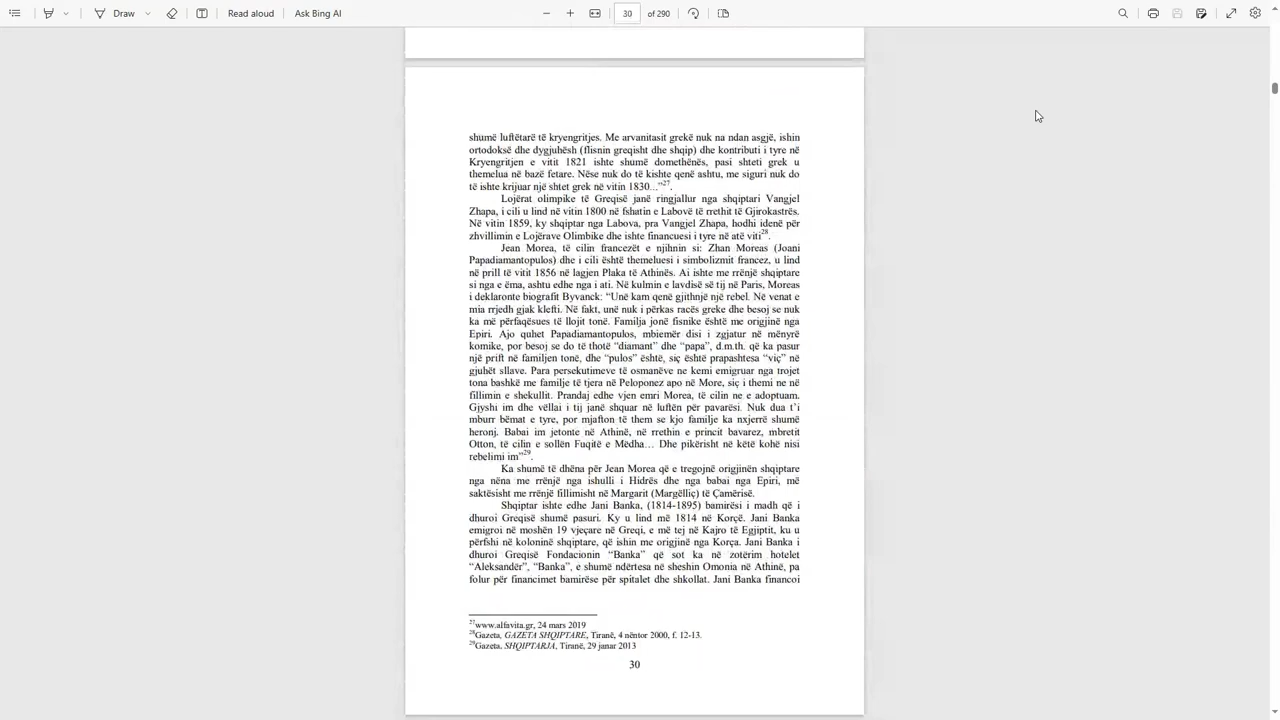 Draw
Read aloud
Ask Bing AI
30
of 290
shumë luftëtarë të kryengritjes. Me arvanitasit grekë nuk na ndan asgjë, ishin
ortodoksë dhe dygjuhësh (flisnin greqisht dhe shqip) dhe kontributi i tyre në
Kryengritjen e vitit 1821 ishte shumë domethënës, pasi shteti grek u
themelua në bazë fetare. Nëse nuk do të kishte qenë ashtu, me siguri nuk do
të ishte krijuar një shtet grek në vitin 1830...”27.
Lojërat olimpike të Greqisë janë ringjallur nga shqiptari Vangjel
Zhapa, i cili u lind në vitin 1800 në fshatin e Labovë të rrethit të Gjirokastrës.
Në vitin 1859, ky shqiptar nga Labova, pra Vangjel Zhapa, hodhi idenë për
zhvillimin e Lojërave Olimbike dhe ishte financuesi i tyre në atë viti28.
Jean Morea, të cilin francezët e njihnin si: Zhan Moreas (Joani
Papadiamantopulos) dhe i cili është themeluesi i simbolizmit francez, u lind
në prill të vitit 1856 në lagjen Plaka të Athinës. Ai ishte me rrënjë shqiptare
si nga e ëma, ashtu edhe nga i ati. Në kulmin e lavdisë së tij në Paris, Moreas
i deklaronte biografit Byvanck: “Unë kam qenë gjithnjë një rebel. Në venat e
mia rrjedh gjak klefti. Në fakt, unë nuk i përkas racës greke dhe besoj se nuk
ka më përfaqësues të llojit tonë. Familja jonë fisnike është me origjinë nga
Epiri. Ajo quhet Papadiamantopulos, mbiemër disi i zgjatur në mënyrë
komike, por besoj se do të thotë “diamant” dhe “papa”, d.m.th. që ka pasur
një prift në familjen tonë, dhe “pulos” është, siç është prapashtesa “viç” në
gjuhët sllave. Para persekutimeve të osmanëve ne kemi emigruar nga trojet
tona bashkë me familje të tjera në Peloponez apo në More, siç i themi ne në
fillimin e shekullit. Prandaj edhe vjen emri Morea, të cilin ne e adoptuam.
Gjyshi im dhe vëllai i tij janë shquar në luftën për pavarësi. Nuk dua t’i
mburr bëmat e tyre, por mjafton të them se kjo familje ka nxjerrë shumë
heronj. Babai im jetonte në Athinë, në rrethin e princit bavarez, mbretit
Otton, të cilin e sollën Fuqitë e Mëdha… Dhe pikërisht në këtë kohë nisi
rebelimi im”29.
Ka shumë të dhëna për Jean Morea që e tregojnë origjinën shqiptare
nga nëna me rrënjë nga ishulli i Hidrës dhe nga babai nga Epiri, më
saktësisht me rrënjë fillimisht në Margarit (Margëlliç) të Çamërisë.
Shqiptar ishte edhe Jani Banka, (1814-1895) bamirësi i madh që i
dhuroi Greqisë shumë pasuri. Ky u lind më 1814 në Korçë. Jani Banka
emigroi në moshën 19 vjeçare në Greqi, e më tej në Kajro të Egjiptit, ku u
përfshi në koloninë shqiptare, që ishin me origjinë nga Korça. Jani Banka i
dhuroi Greqisë Fondacionin “Banka” që sot ka në zotërim hotelet
“Aleksandër”, “Banka”, e shumë ndërtesa në sheshin Omonia në Athinë, pa
folur për financimet bamirëse për spitalet dhe shkollat. Jani Banka financoi
27www.alfavita.gr, 24 mars 2019
28Gazeta, GAZETA SHQIPTARE, Tiranë, 4 nëntor 2000, f. 12-13.
29Gazeta, SHQIPTARJA, Tiranë, 29 janar 2013
30